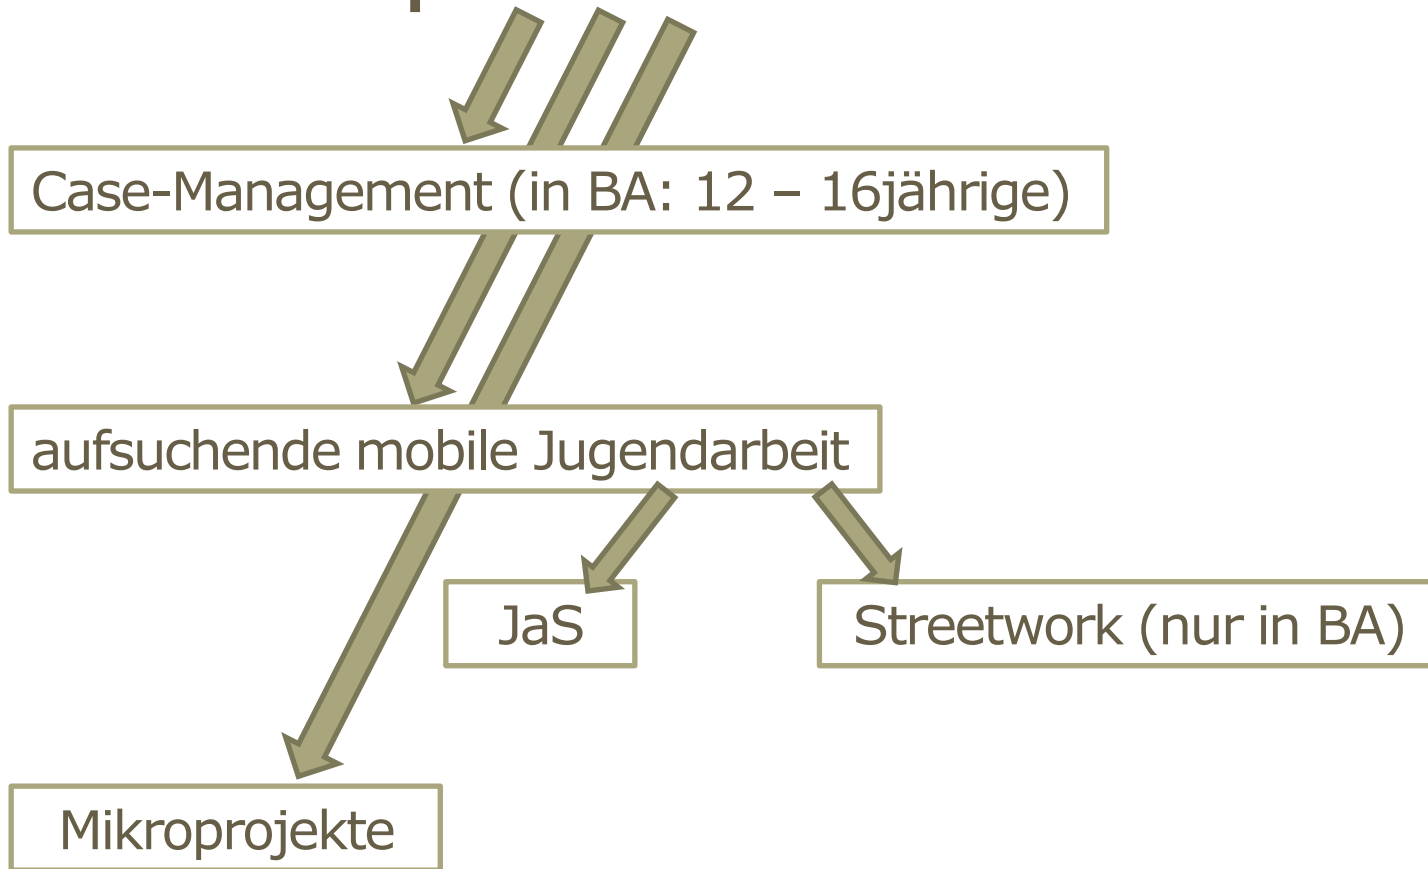 Case-Management (in BA: 12 – 16jährige)
aufsuchende mobile Jugendarbeit
JaS
Streetwork (nur in BA)
Mikroprojekte